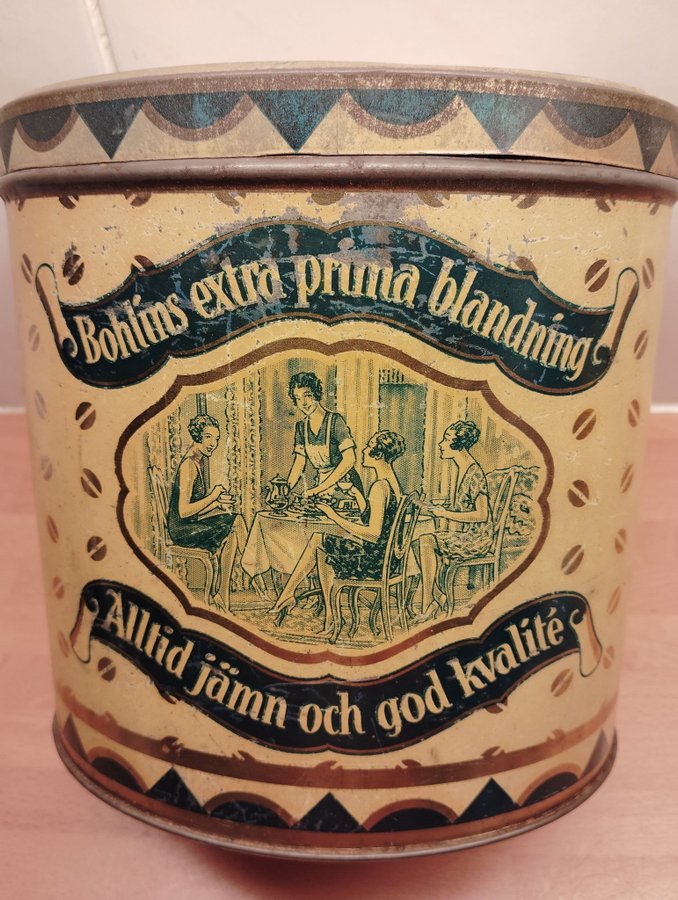 Bohlins extra prima blandning
Alltid jämn och god kvalité